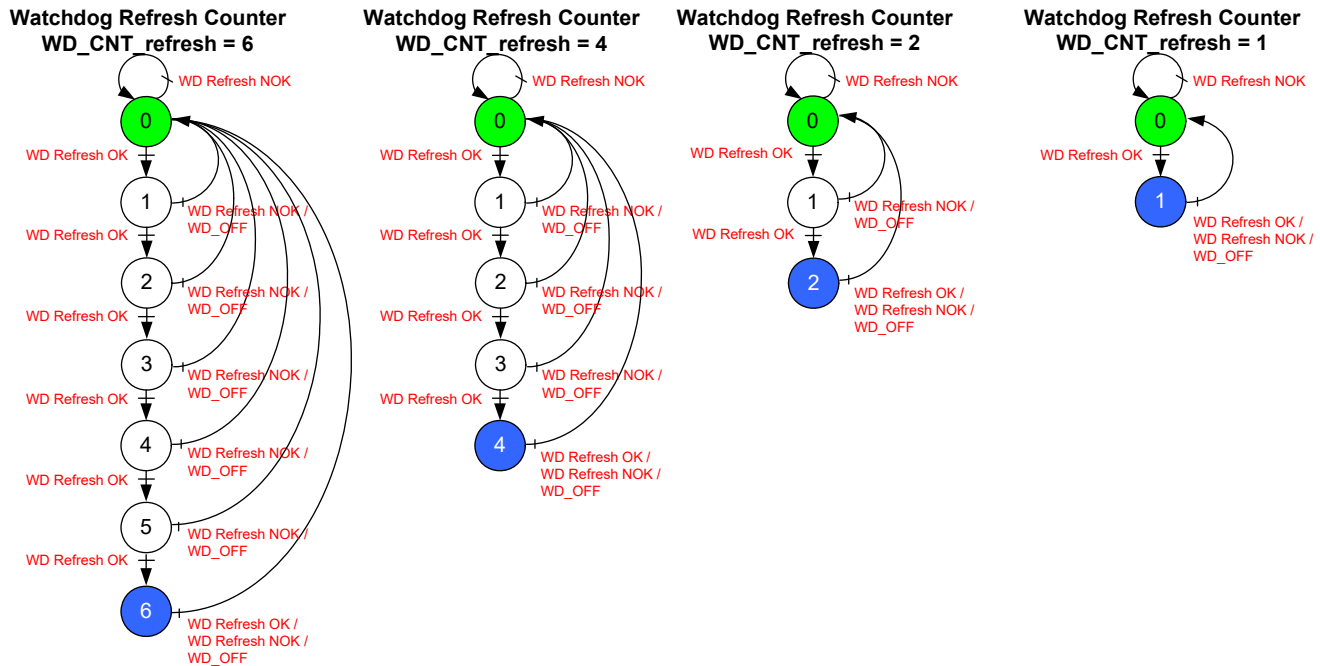 Watchdog Refresh Counter
WD_CNT_refresh = 6
WD Refresh NOK
0
WD Refresh OK
1
WD Refresh NOK /
WD_OFF
WD Refresh OK
2
WD Refresh NOK /
WD_OFF
WD Refresh OK
3
WD Refresh NOK /
WD_OFF
WD Refresh OK
4
WD Refresh NOK /
WD_OFF
WD Refresh OK
5
WD Refresh NOK /
WD_OFF
WD Refresh OK
6
WD Refresh OK /
WD Refresh NOK /
WD_OFF
Watchdog Refresh Counter
WD_CNT_refresh = 4
WD Refresh NOK
0
WD Refresh OK
1
WD Refresh NOK /
WD_OFF
WD Refresh OK
2
WD Refresh NOK /
WD_OFF
WD Refresh OK
3
WD Refresh NOK /
WD_OFF
WD Refresh OK
4
WD Refresh OK /
WD Refresh NOK /
WD_OFF
Watchdog Refresh Counter
WD_CNT_refresh = 2
WD Refresh NOK
0
WD Refresh OK
1
WD Refresh NOK /
WD_OFF
WD Refresh OK
2
WD Refresh OK /
WD Refresh NOK /
WD_OFF
Watchdog Refresh Counter
WD_CNT_refresh = 1
WD Refresh NOK
0
WD Refresh OK
1
WD Refresh OK /
WD Refresh NOK /
WD_OFF